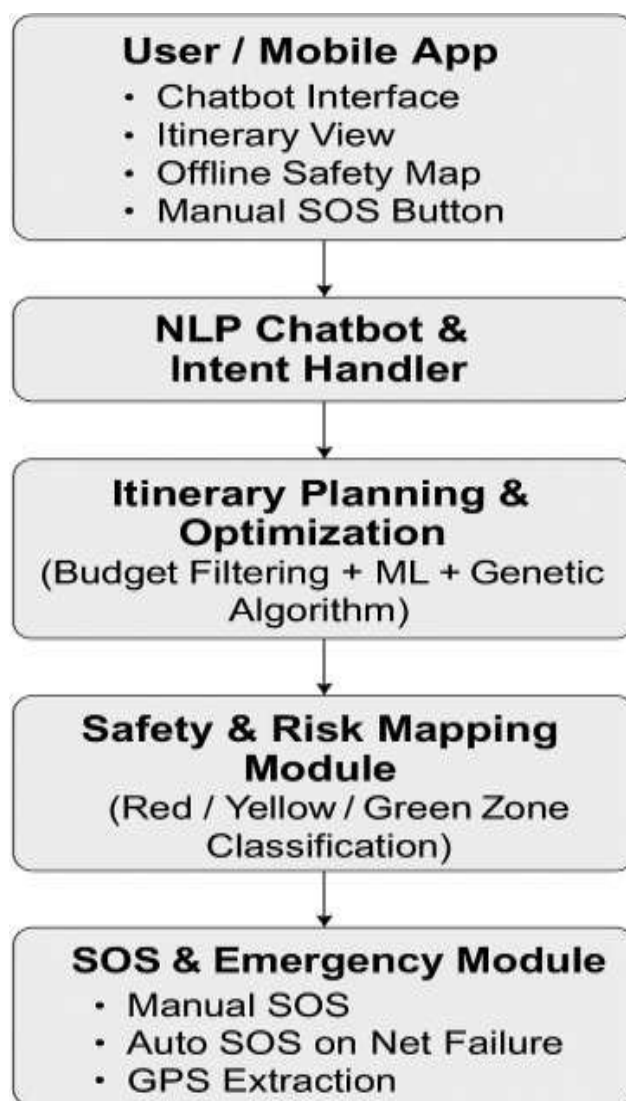 User / Mobile App
• Chatbot Interface
• Itinerary View
• Offline Safety Map
• Manual SOS Button
NLP Chatbot &
Intent Handler
Itinerary Planning &
Optimization
(Budget Filtering + ML + Genetic
Algorithm)
Safety & Risk Mapping
Module
(Red / Yellow / Green Zone
Classification)
SOS & Emergency Module
• Manual SOS
• Auto SOS on Net Failure
• GPS Extraction